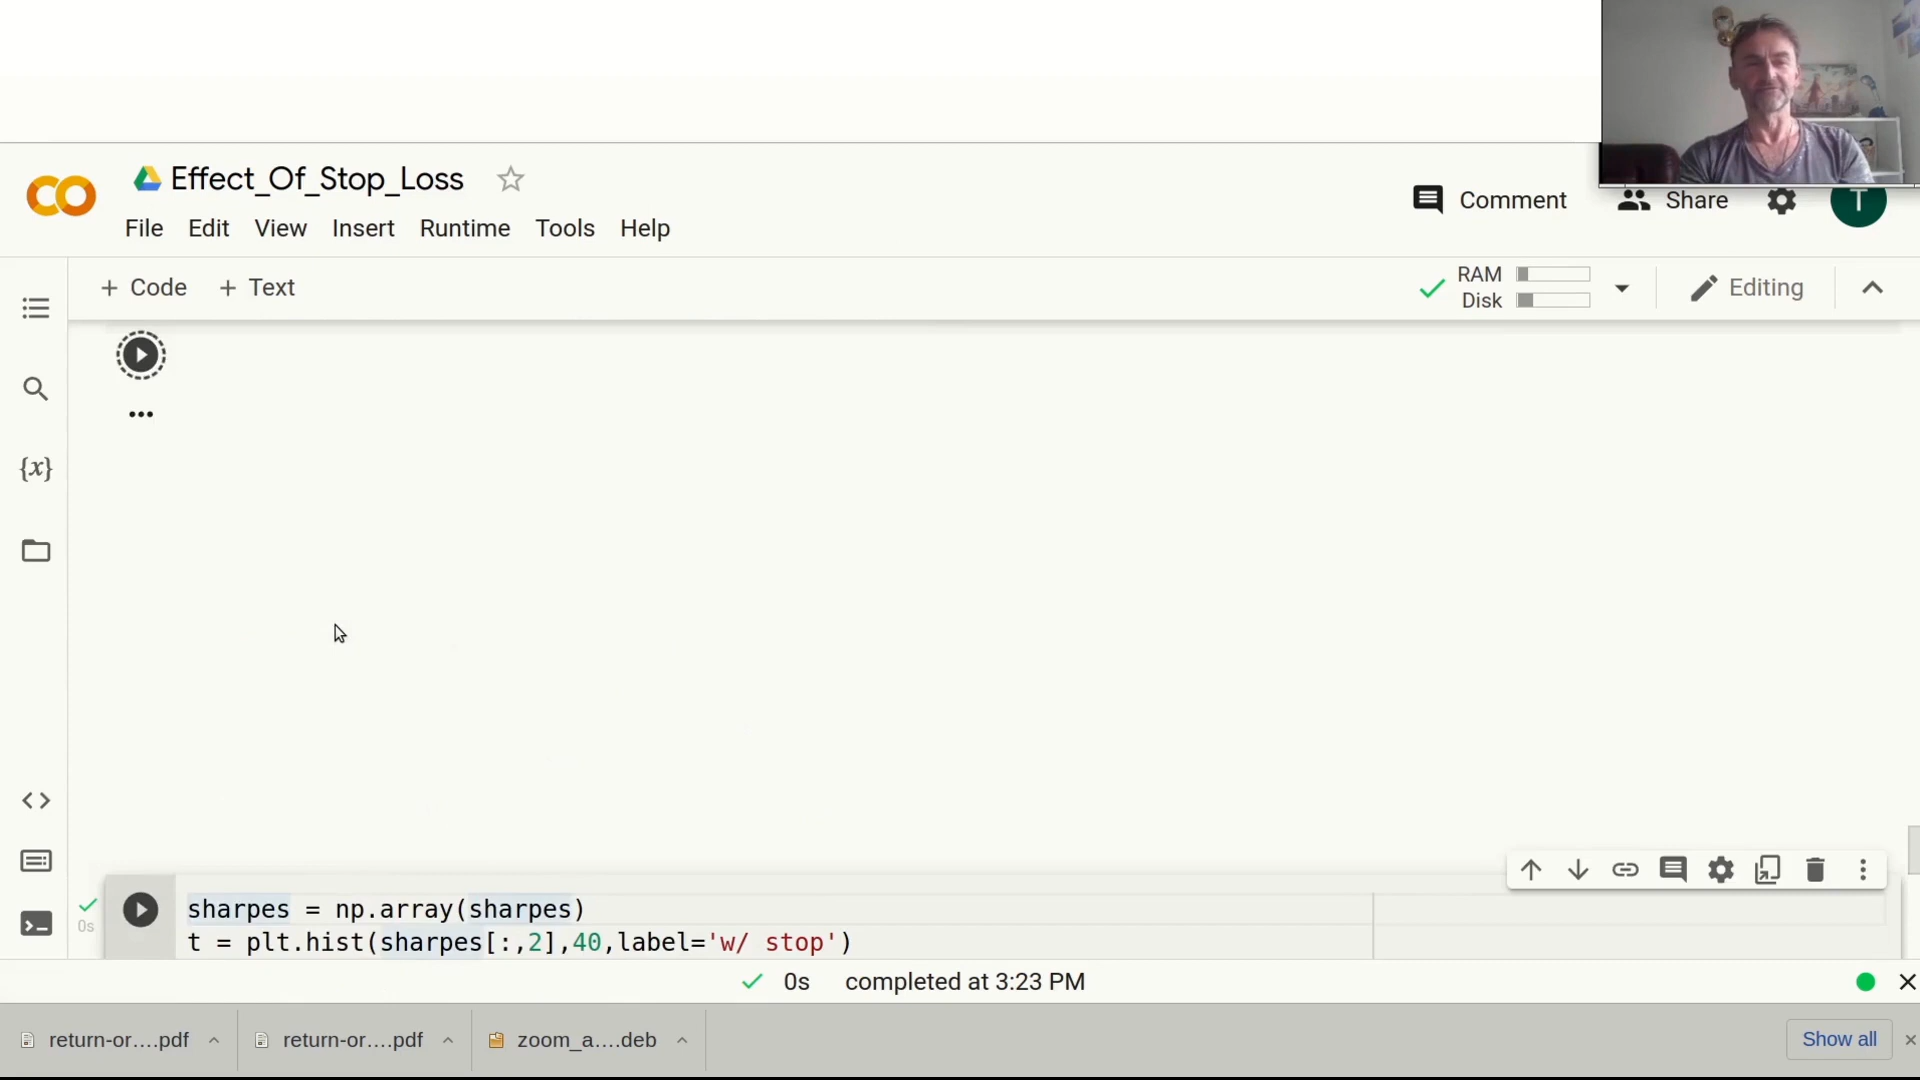 Effect_Of_Stop_Loss
File Edit View Insert Runtime Tools Help
Comment
Share
T
+ Code + Text
RAM
Disk
Editing
{x}
0s
sharpes = np.array(sharpes)
t = plt.hist(sharpes[:,2],40,label='w/ stop')
0s completed at 3:23 PM
return-or....pdf
return-or....pdf
zoom_a....deb
Show all